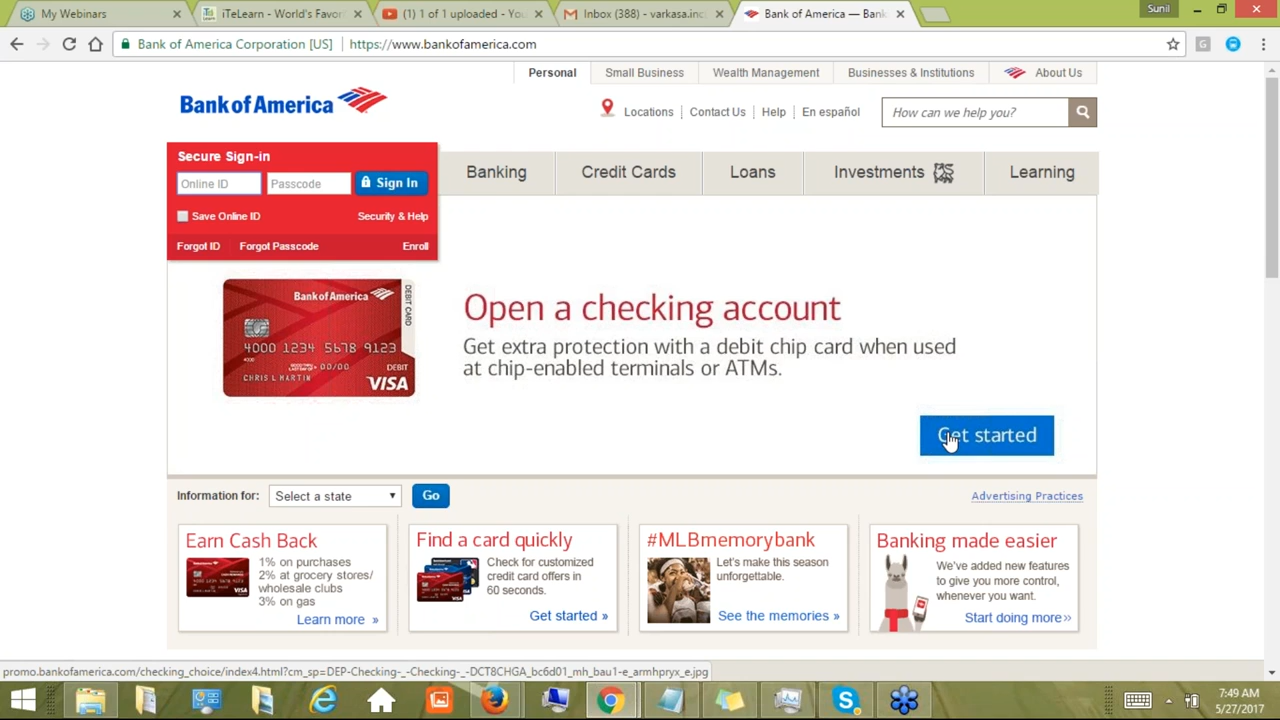 My Webinars
iTeLearn - World's Favor
(1) 1 of 1 uploaded - You
Inbox (388) - varkasa.inc
Bank of America — Bank
Sunil
Bank of America Corporation [US]
https://www.bankofamerica.com
Personal
Small Business
Wealth Management
Businesses & Institutions
About Us
Bank of America
Locations
Contact Us
Help
En español
How can we help you?
Secure Sign-in
Online ID
Passcode
Sign In
Save Online ID
Security & Help
Forgot ID
Forgot Passcode
Enroll
Banking
Credit Cards
Loans
Investments
Learning
Bank of America
DEBIT CARD
4000 1234 5678 9123
4000
00/00
DEBIT
CHRIS L MARTIN
VISA
Open a checking account
Get extra protection with a debit chip card when used
at chip-enabled terminals or ATMs.
Get started
Information for:
Select a state
Go
Advertising Practices
Earn Cash Back
1% on purchases
2% at grocery stores/
wholesale clubs
3% on gas
Learn more »
Find a card quickly
Check for customized
credit card offers in
60 seconds.
Get started »
#MLBmemorybank
Let's make this season
unforgettable.
See the memories »
Banking made easier
We've added new features
to give you more control,
whenever you want.
Start doing more»
promo.bankofamerica.com/checking_choice/index4.html?cm_sp=DEP-Checking-_-Checking-_-DCT8CHGA_bc6d01_mh_bau1-e_armhpryx_e.jpg
7:49 AM
5/27/2017